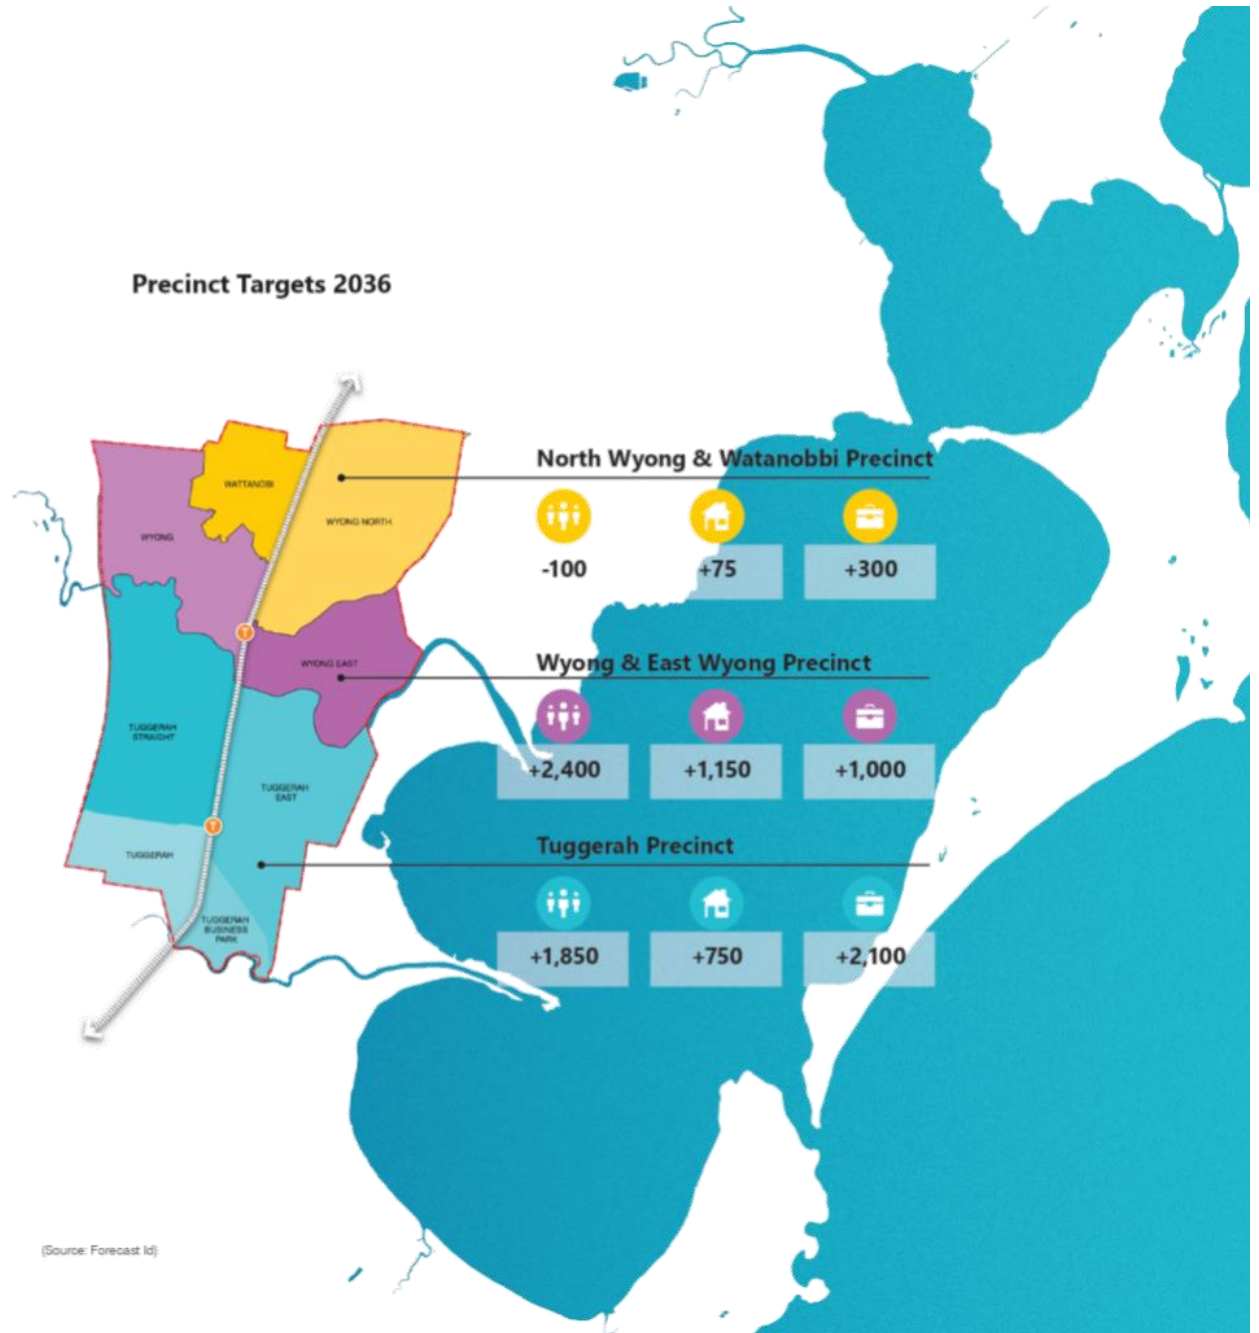 Precinct Targets 2036
WATTANOBI
WYONG NORTH
WYONG
WYONG EAST
TUGGERAH
STRAIGHT
TUGGERAH
EAST
TUGGERAH
TUGGERAH
BUSINESS
PARK
T
T
North Wyong & Watanobbi Precinct
-100
+75
+300
Wyong & East Wyong Precinct
+2,400
+1,150
+1,000
Tuggerah Precinct
+1,850
+750
+2,100
(Source: Forecast Id)